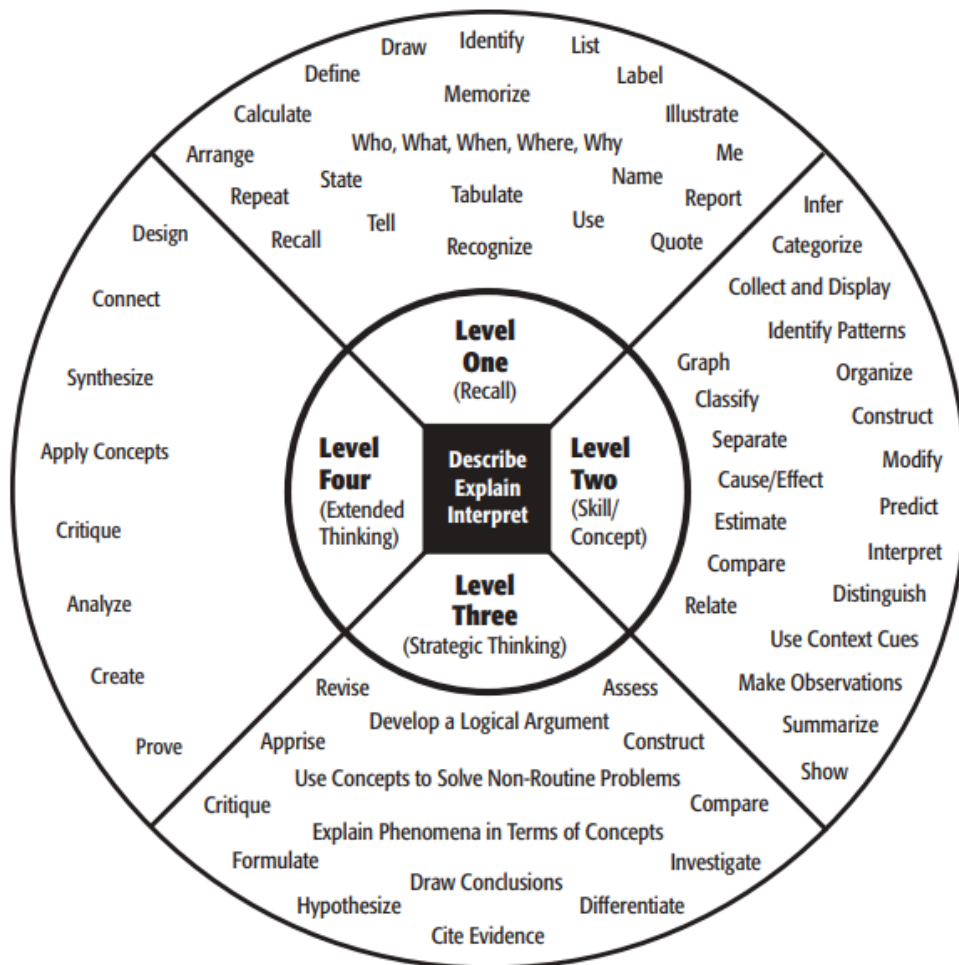 Draw
Identify
List
Define
Label
Memorize
Calculate
Illustrate
Who, What, When, Where, Why
Arrange
Me
State
Name
Repeat
Tabulate
Report
Tell
Use
Recall
Recognize
Quote
Infer
Categorize
Collect and Display
Identify Patterns
Graph
Organize
Classify
Construct
Separate
Modify
Cause/Effect
Predict
Estimate
Interpret
Compare
Distinguish
Relate
Use Context Cues
Make Observations
Summarize
Show
Design
Connect
Synthesize
Apply Concepts
Critique
Analyze
Create
Prove
Level
One
(Recall)
Level
Four
(Extended
Thinking)
Describe
Explain
Interpret
Level
Two
(Skill/
Concept)
Level
Three
(Strategic Thinking)
Revise
Assess
Develop a Logical Argument
Apprise
Construct
Use Concepts to Solve Non-Routine Problems
Critique
Compare
Explain Phenomena in Terms of Concepts
Formulate
Investigate
Draw Conclusions
Hypothesize
Differentiate
Cite Evidence